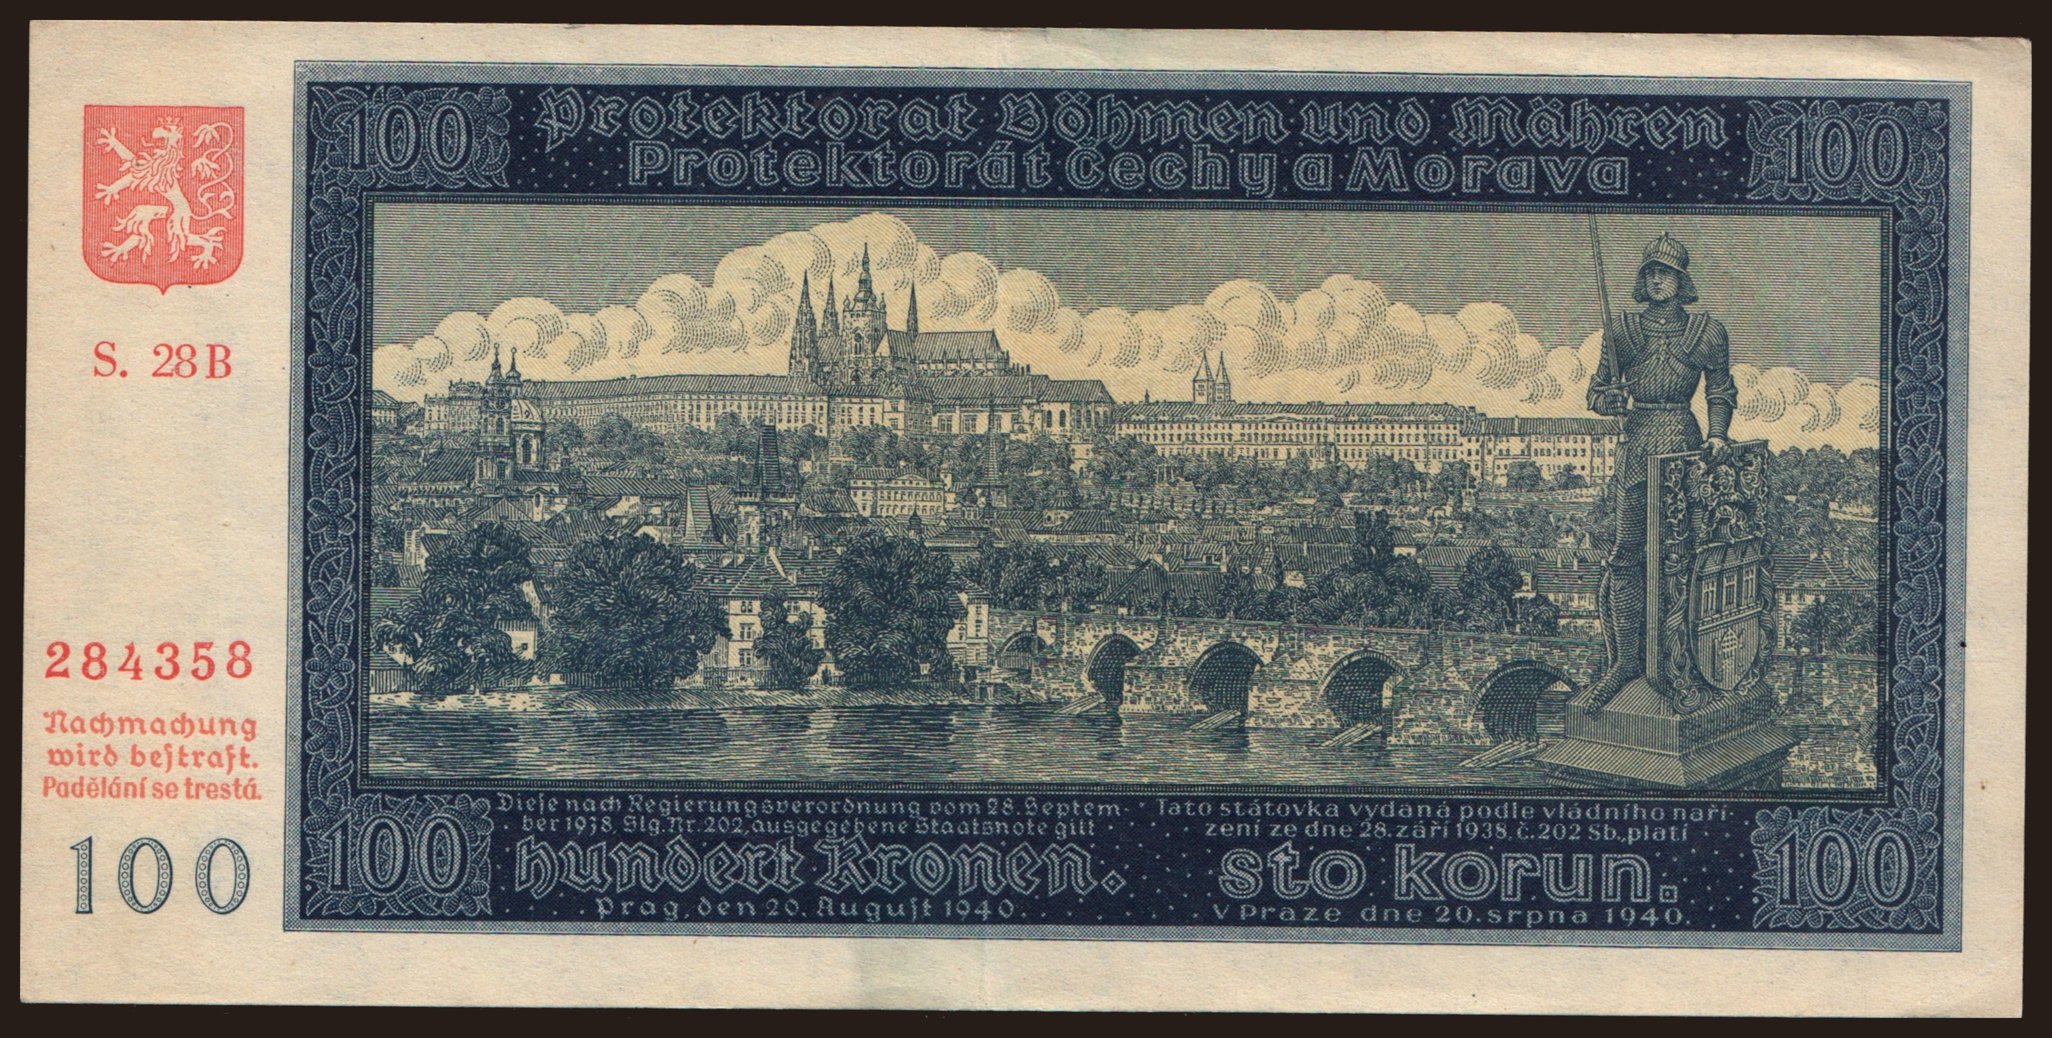 100
Protektorat Böhmen und Mähren
100
Protektorát Čechy a Morava
S. 28 B
284358
Nachmachung
wird bestraft.
Padělání se trestá.
100
100
Diese nach Regierungsverordnung vom 28. Septem-
ber 1938, Slg. Nr. 202, ausgegebene Staatsnote gilt
hundert Kronen.
Prag, den 20. August 1940.
Tato státovka vydaná podle vládního naří-
zení ze dne 28. září 1938, č. 202 Sb., platí
sto korun.
V Praze dne 20. srpna 1940.
100